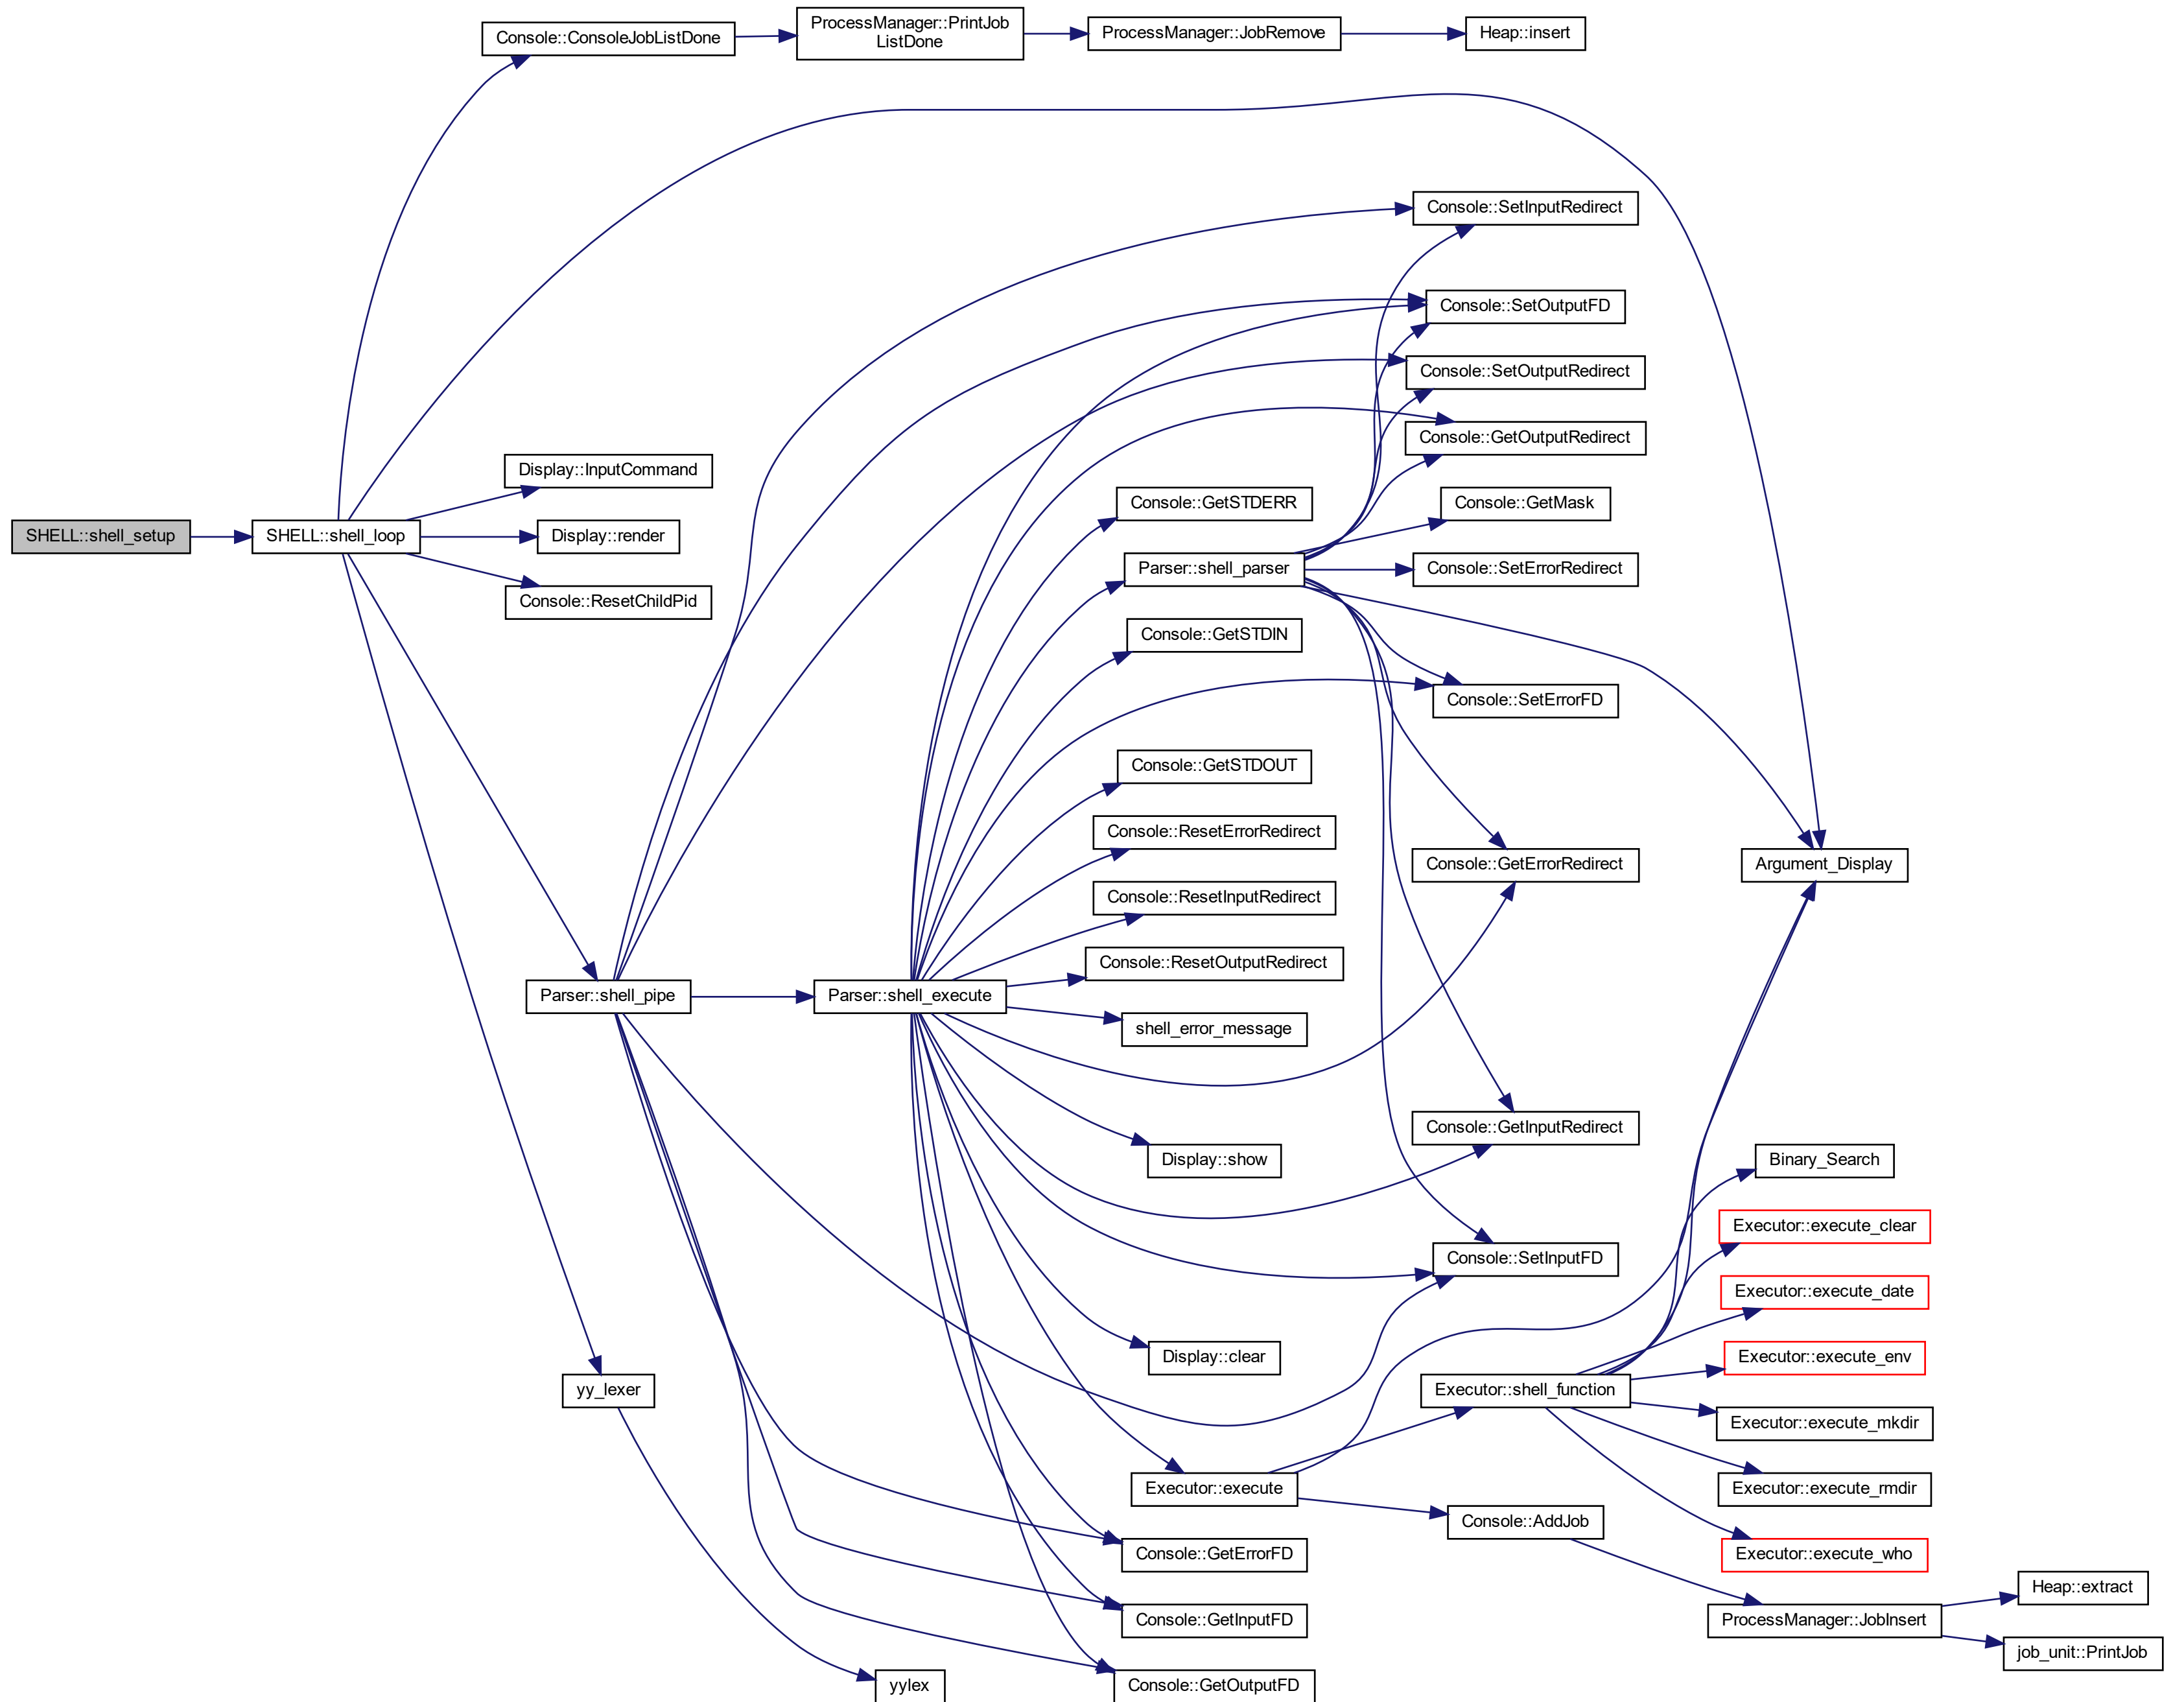 Console::ConsoleJobListDone
ProcessManager::PrintJob
ListDone
ProcessManager::JobRemove
Heap::insert
Console::SetInputRedirect
Console::SetOutputFD
Console::SetOutputRedirect
Console::GetOutputRedirect
Display::InputCommand
Console::GetSTDERR
Console::GetMask
SHELL::shell_setup
SHELL::shell_loop
Display::render
Parser::shell_parser
Console::SetErrorRedirect
Console::ResetChildPid
Console::GetSTDIN
Console::SetErrorFD
Console::GetSTDOUT
Console::ResetErrorRedirect
Console::GetErrorRedirect
Argument_Display
Console::ResetInputRedirect
Console::ResetOutputRedirect
Parser::shell_pipe
Parser::shell_execute
shell_error_message
Console::GetInputRedirect
Display::show
Binary_Search
Executor::execute_clear
Console::SetInputFD
Executor::execute_date
Display::clear
Executor::execute_env
yy_lexer
Executor::shell_function
Executor::execute_mkdir
Executor::execute
Executor::execute_rmdir
Console::AddJob
Console::GetErrorFD
Executor::execute_who
Heap::extract
Console::GetInputFD
ProcessManager::JobInsert
job_unit::PrintJob
yylex
Console::GetOutputFD